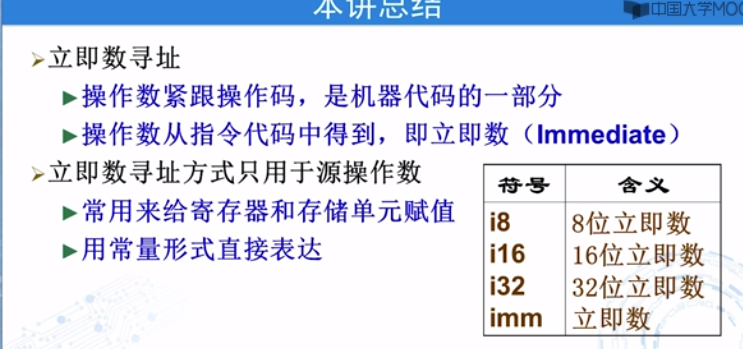 本讲总结
中国大学MOO
➢立即数寻址
►操作数紧跟操作码，是机器代码的一部分
►操作数从指令代码中得到，即立即数（Immediate）
➢立即数寻址方式只用于源操作数
►常用来给寄存器和存储单元赋值
►用常量形式直接表达
符号 含义
i8 8位立即数
i16 16位立即数
i32 32位立即数
imm 立即数